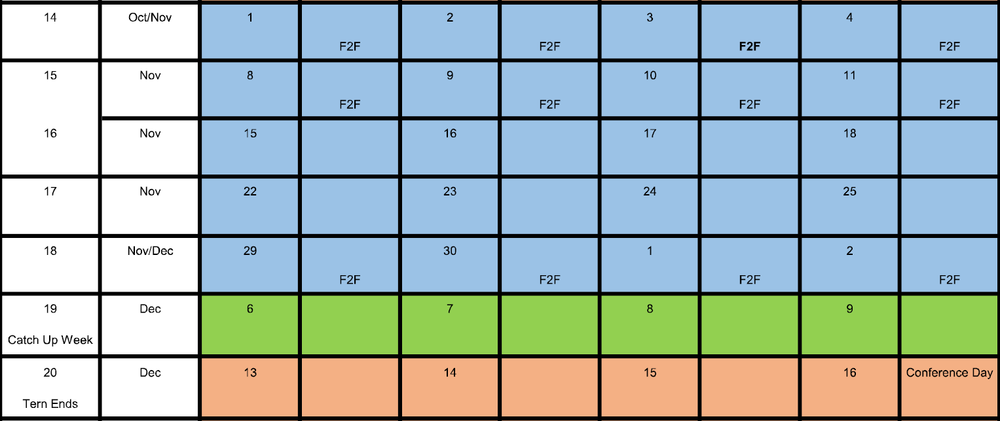 14 Oct/Nov 1 2 3 4
F2F F2F F2F F2F
15 Nov 8 9 10 11
F2F F2F F2F F2F
16 Nov 15 16 17 18
17 Nov 22 23 24 25
18 Nov/Dec 29 30 1 2
F2F F2F F2F F2F
19 Dec 6 7 8 9
Catch Up Week
20 Dec 13 14 15 16 Conference Day
Tern Ends